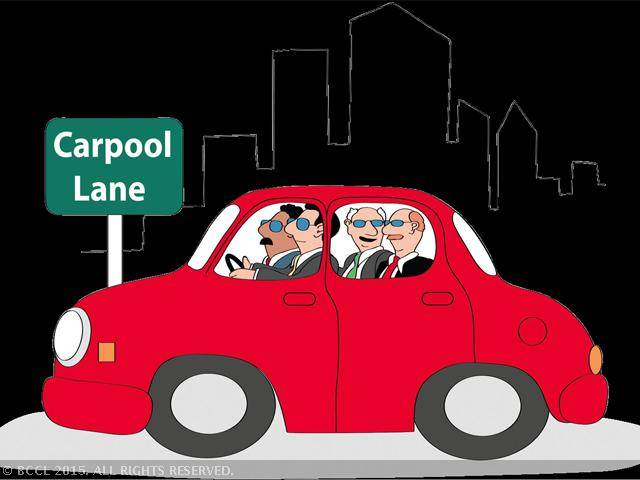 Carpool
Lane
© BCCL 2015. ALL RIGHTS RESERVED.